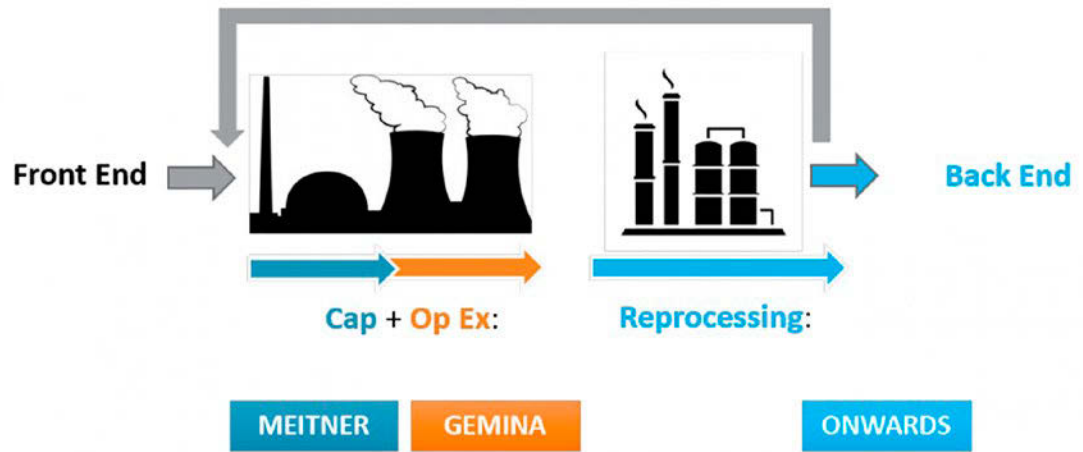 Front End
Back End
Cap + Op Ex:
Reprocessing:
MEITNER
GEMINA
ONWARDS